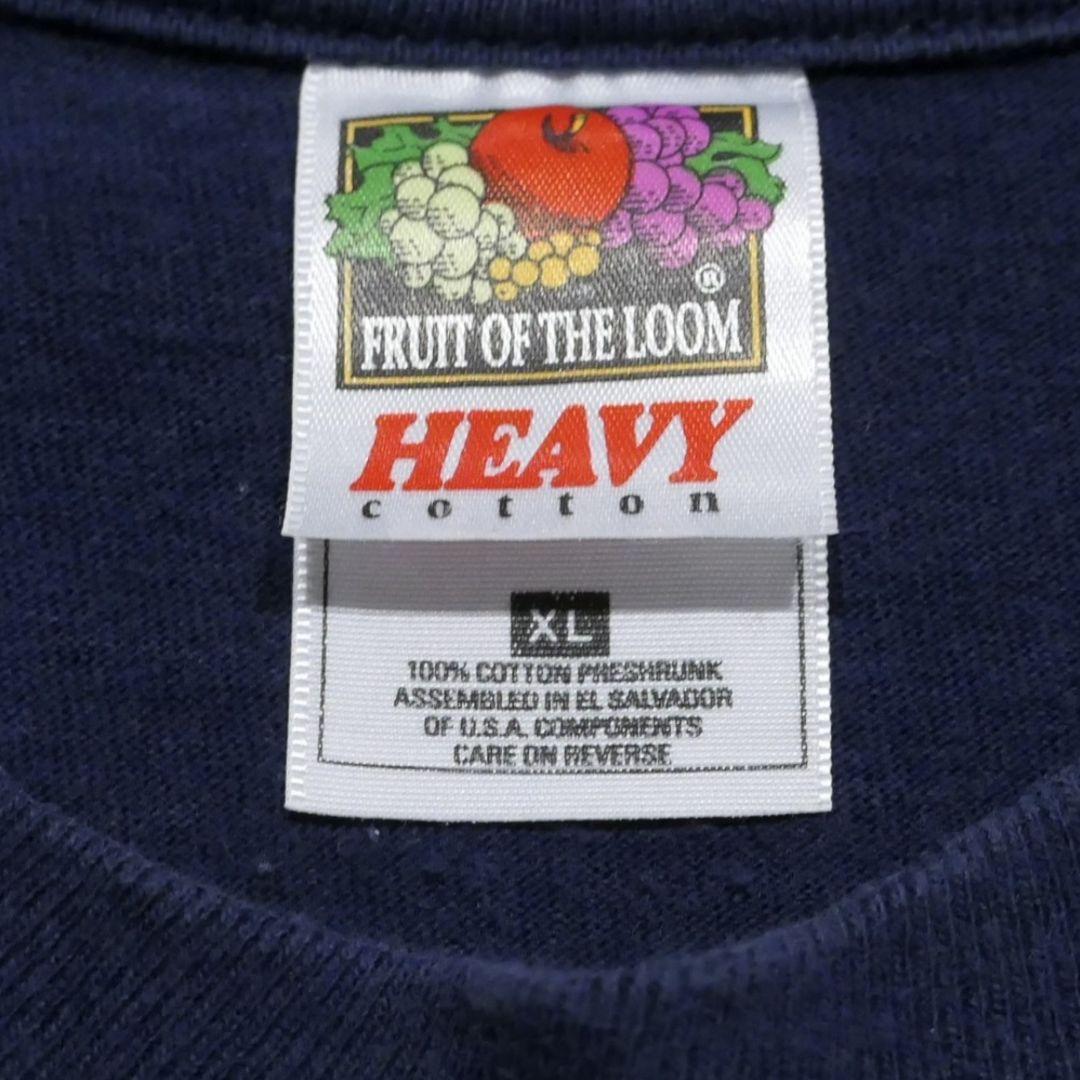 ®
FRUIT OF THE LOOM
HEAVY
cotton
XL
100% COTTON PRESHRUNK
ASSEMBLED IN EL SALVADOR
OF U.S.A. COMPONENTS
CARE ON REVERSE